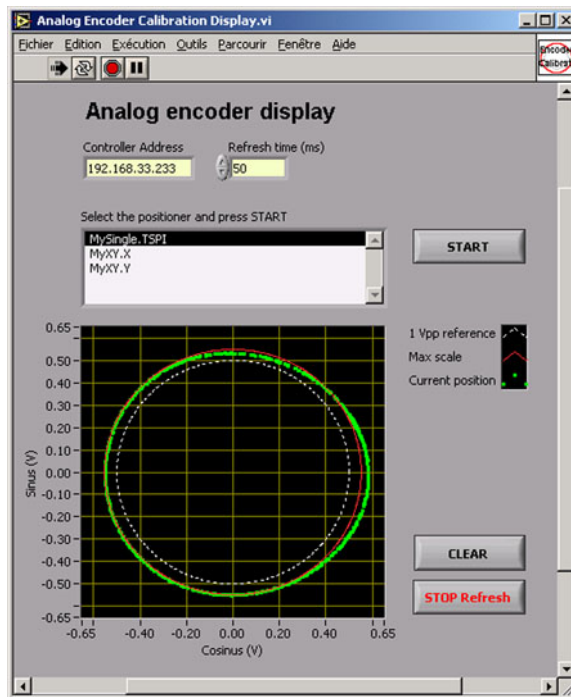 Analog Encoder Calibration Display.vi
Fichier Edition Exécution Outils Parcourir Fenêtre Aide
Encoder
Calibrat
Analog encoder display
Controller Address Refresh time (ms)
192.168.33.233 50
Select the positioner and press START
MySingle.TSPI
MyXY.X
MyXY.Y
START
1 Vpp reference
Max scale
Current position
0.65
0.50
0.40
0.30
0.20
0.10
0.00
-0.10
-0.20
-0.30
-0.40
-0.50
-0.65
Sinus (V)
-0.65 -0.40 -0.20 0.00 0.20 0.40 0.65
Cosinus (V)
CLEAR
STOP Refresh